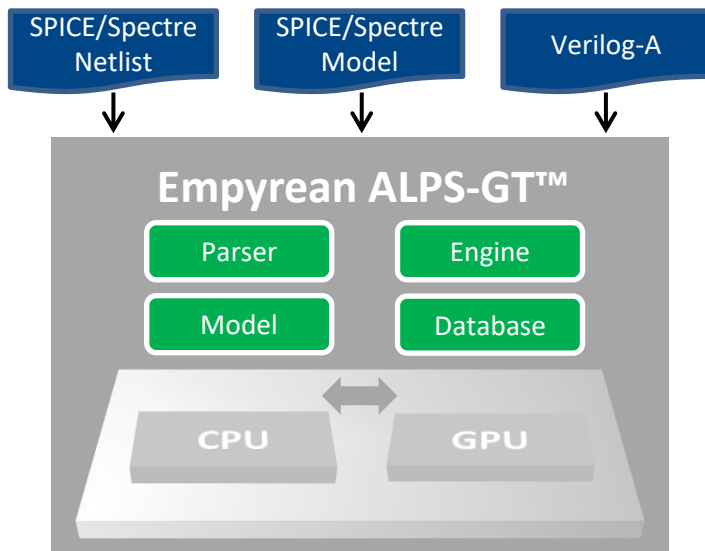 SPICE/Spectre
Netlist
SPICE/Spectre
Model
Verilog-A
Empyrean ALPS-GT™
Parser
Engine
Model
Database
CPU
GPU